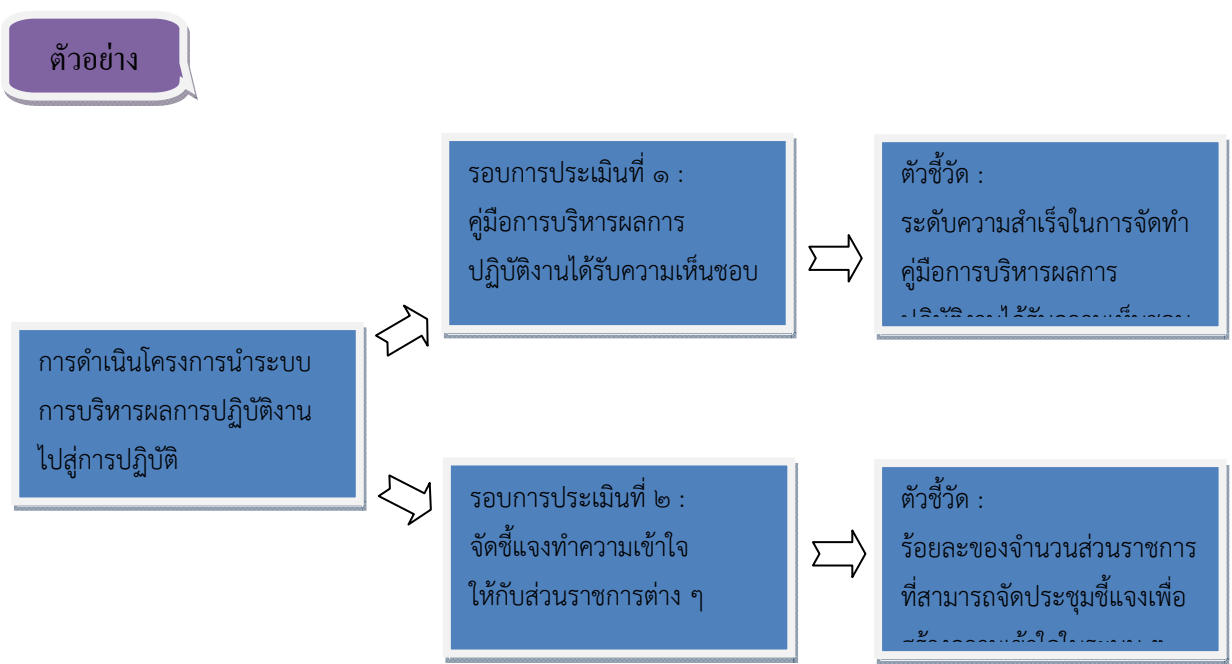 ตัวอย่าง
การดำเนินโครงการนำระบบ
การบริหารผลการปฏิบัติงาน
ไปสู่การปฏิบัติ
รอบการประเมินที่ ๑ :
คู่มือการบริหารผลการ
ปฏิบัติงานได้รับความเห็นชอบ
ตัวชี้วัด :
ระดับความสำเร็จในการจัดทำ
คู่มือการบริหารผลการ
รอบการประเมินที่ ๒ :
จัดชี้แจงทำความเข้าใจ
ให้กับส่วนราชการต่าง ๆ
ตัวชี้วัด :
ร้อยละของจำนวนส่วนราชการ
ที่สามารถจัดประชุมชี้แจงเพื่อ